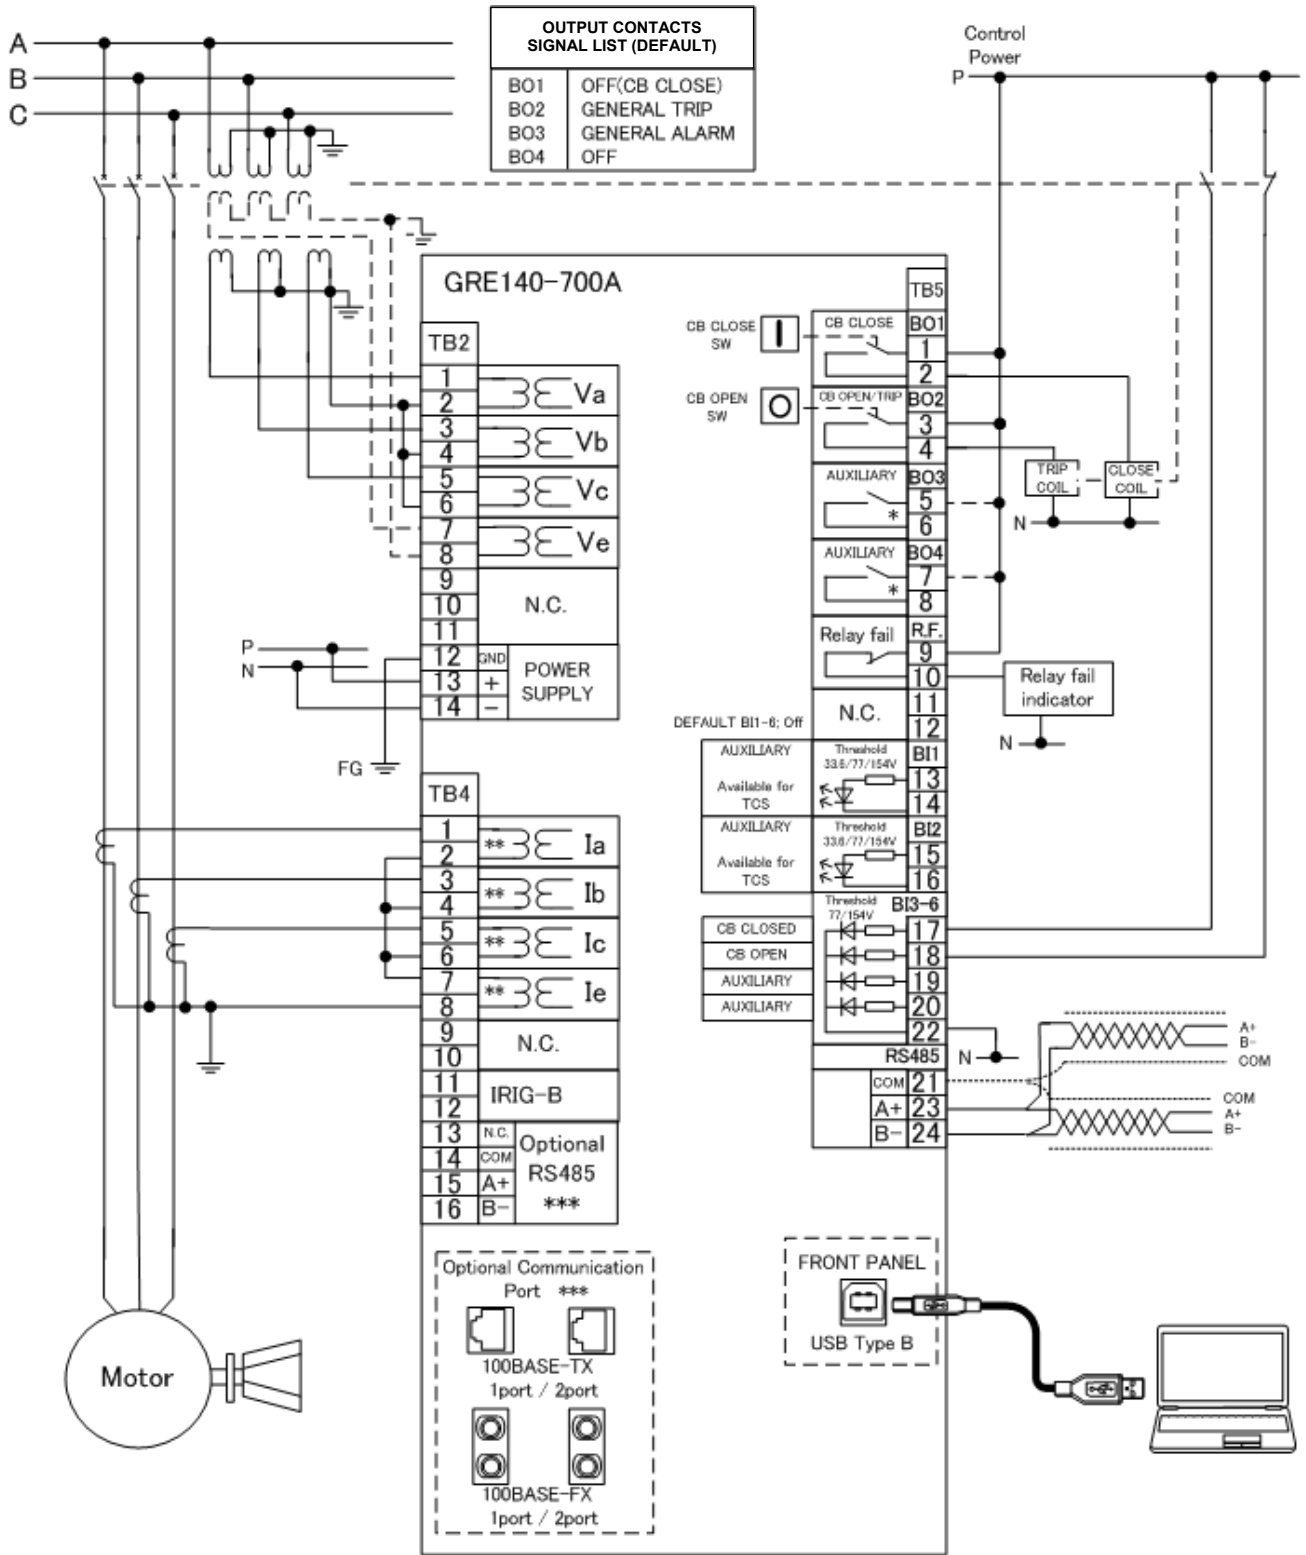 OUTPUT CONTACTS
SIGNAL LIST (DEFAULT)
BO1 OFF(CB CLOSE)
BO2 GENERAL TRIP
BO3 GENERAL ALARM
BO4 OFF
A
B
C
Control
Power
P
GRE140-700A
TB2
1
2
Va
3
4
Vb
5
6
Vc
7
8
Ve
9
10
11
N.C.
12 GND
13 +
14 -
POWER
SUPPLY
P
N
FG
TB4
1
2
** Ia
3
4
** Ib
5
6
** Ic
7
8
** Ie
9
10
N.C.
11
12
IRIG-B
13 N.C.
14 COM
15 A+
16 B-
Optional
RS485
***
Optional Communication
Port ***
100BASE-TX
1port / 2port
100BASE-FX
1port / 2port
Motor
TB5
CB CLOSE
SW
CB CLOSE BO1
1
2
CB OPEN
SW
CB OPEN/TRIP BO2
3
4
AUXILIARY BO3
5
*
6
AUXILIARY BO4
7
*
8
Relay fail R.F.
9
10
N.C.
11
12
TRIP
COIL
CLOSE
COIL
N
Relay fail
indicator
N
DEFAULT BI1-6; Off
AUXILIARY
Available for
TCS
Threshold
33.6/77/154V
BI1
13
14
AUXILIARY
Available for
TCS
Threshold
33.6/77/154V
BI2
15
16
Threshold
77/154V
BI3-6
CB CLOSED 17
CB OPEN 18
AUXILIARY 19
AUXILIARY 20
22
N
RS485
COM 21
A+ 23
B- 24
A+
B-
COM
COM
A+
B-
FRONT PANEL
USB Type B